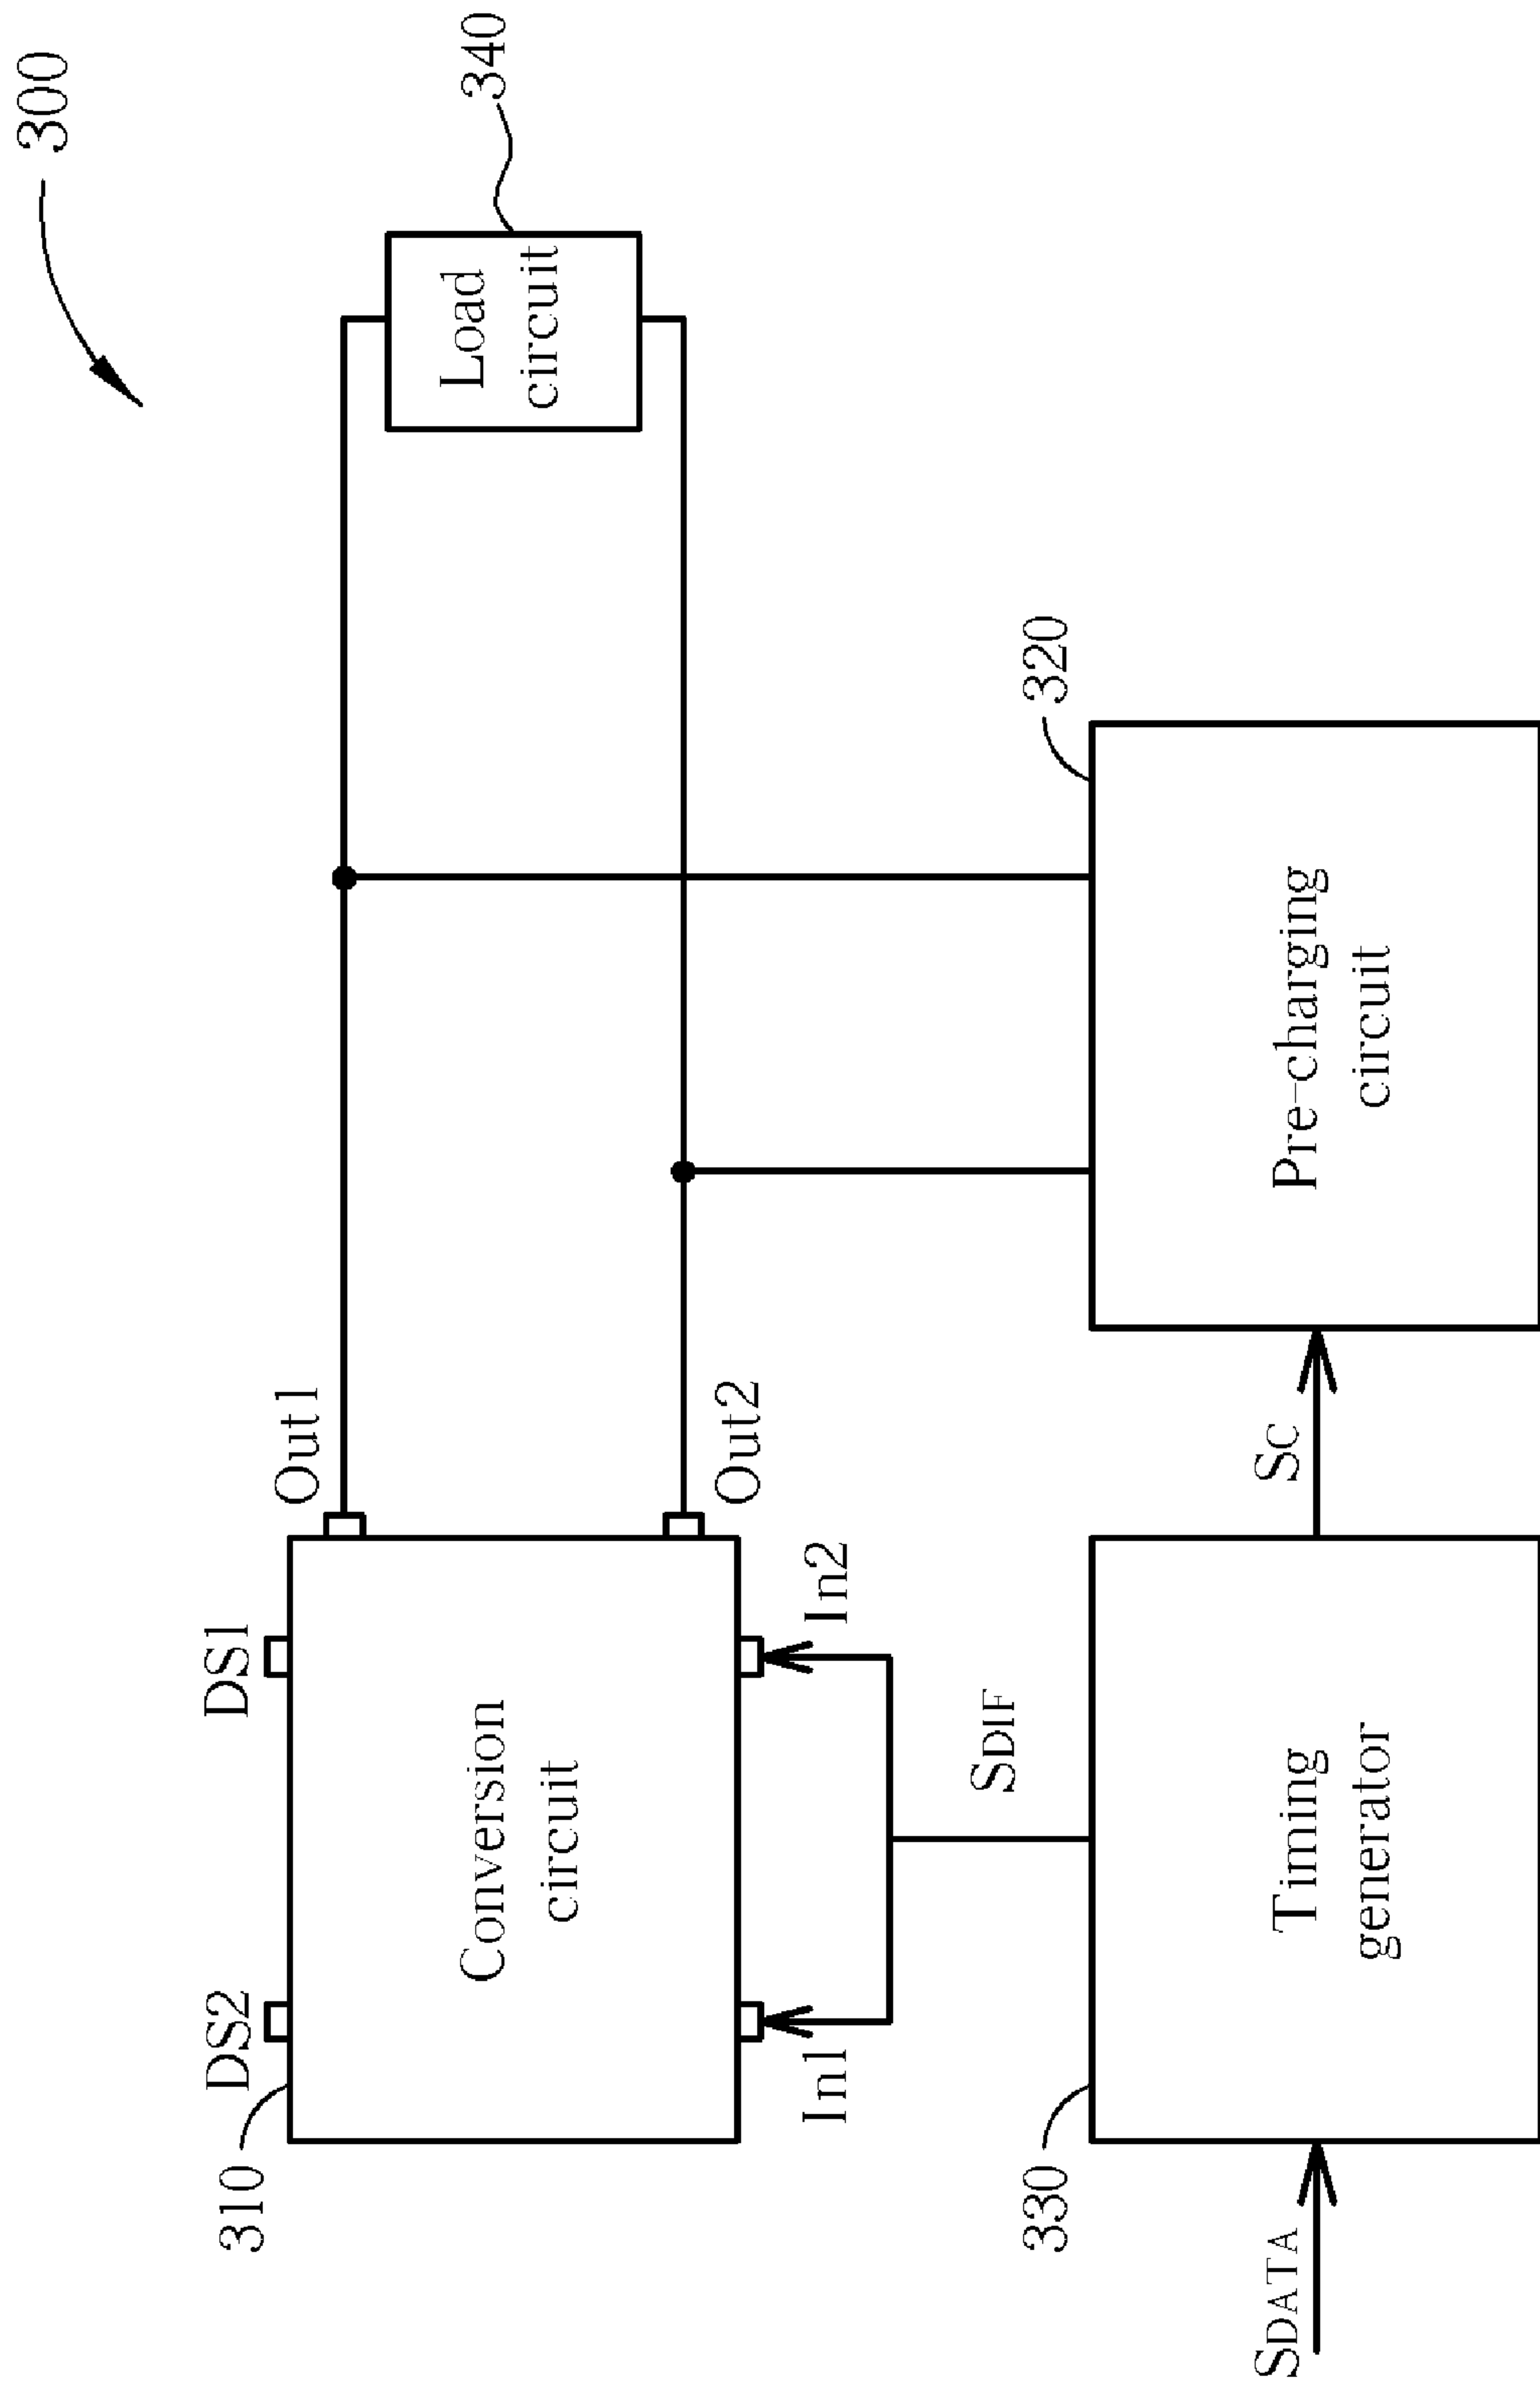 300
DS2
DS1
310
Out1
Conversion
circuit
Load
circuit
340
Out2
In1
In2
SDIF
330
320
SDATA
Timing
generator
SC
Pre-charging
circuit